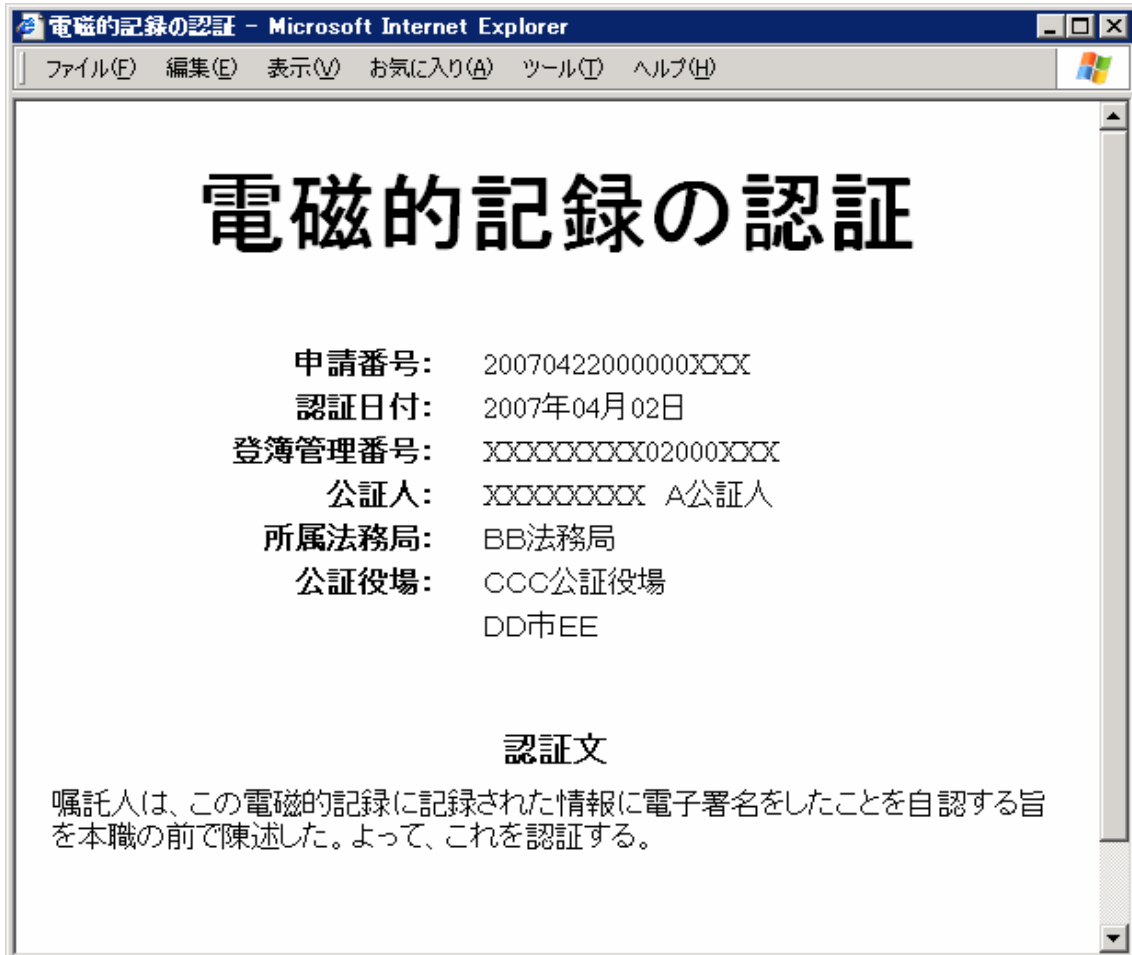 電磁的記録の認証 - Microsoft Internet Explorer
ファイル(F) 編集(E) 表示(V) お気に入り(A) ツール(T) ヘルプ(H)
電磁的記録の認証
申請番号: 20070422000000XXX
認証日付: 2007年04月02日
登簿管理番号: XXXXXXXXX02000XXX
公証人: XXXXXXXXX A公証人
所属法務局: BB法務局
公証役場: CCC公証役場
DD市EE
認証文
嘱託人は、この電磁的記録に記録された情報に電子署名をしたことを自認する旨
を本職の前で陳述した。よって、これを認証する。